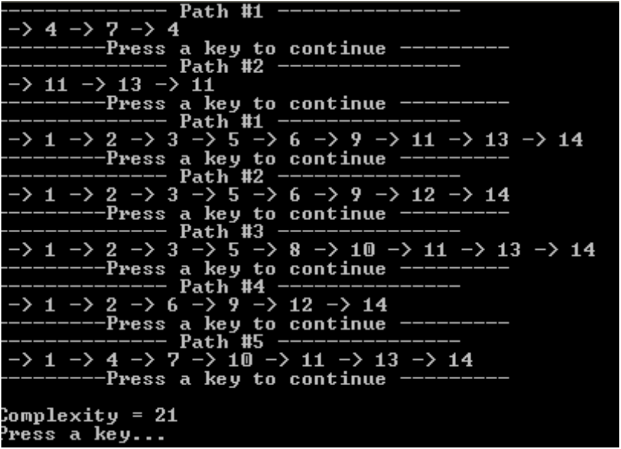 ------------- Path #1 ---------------
-> 4 -> 7 -> 4
---------Press a key to continue ---------
------------- Path #2 ---------------
-> 11 -> 13 -> 11
---------Press a key to continue ---------
------------- Path #1 ---------------
-> 1 -> 2 -> 3 -> 5 -> 6 -> 9 -> 11 -> 13 -> 14
---------Press a key to continue ---------
------------- Path #2 ---------------
-> 1 -> 2 -> 3 -> 5 -> 6 -> 9 -> 12 -> 14
---------Press a key to continue ---------
------------- Path #3 ---------------
-> 1 -> 2 -> 3 -> 5 -> 8 -> 10 -> 11 -> 13 -> 14
---------Press a key to continue ---------
------------- Path #4 ---------------
-> 1 -> 2 -> 6 -> 9 -> 12 -> 14
---------Press a key to continue ---------
------------- Path #5 ---------------
-> 1 -> 4 -> 7 -> 10 -> 11 -> 13 -> 14
---------Press a key to continue ---------
Complexity = 21
Press a key...